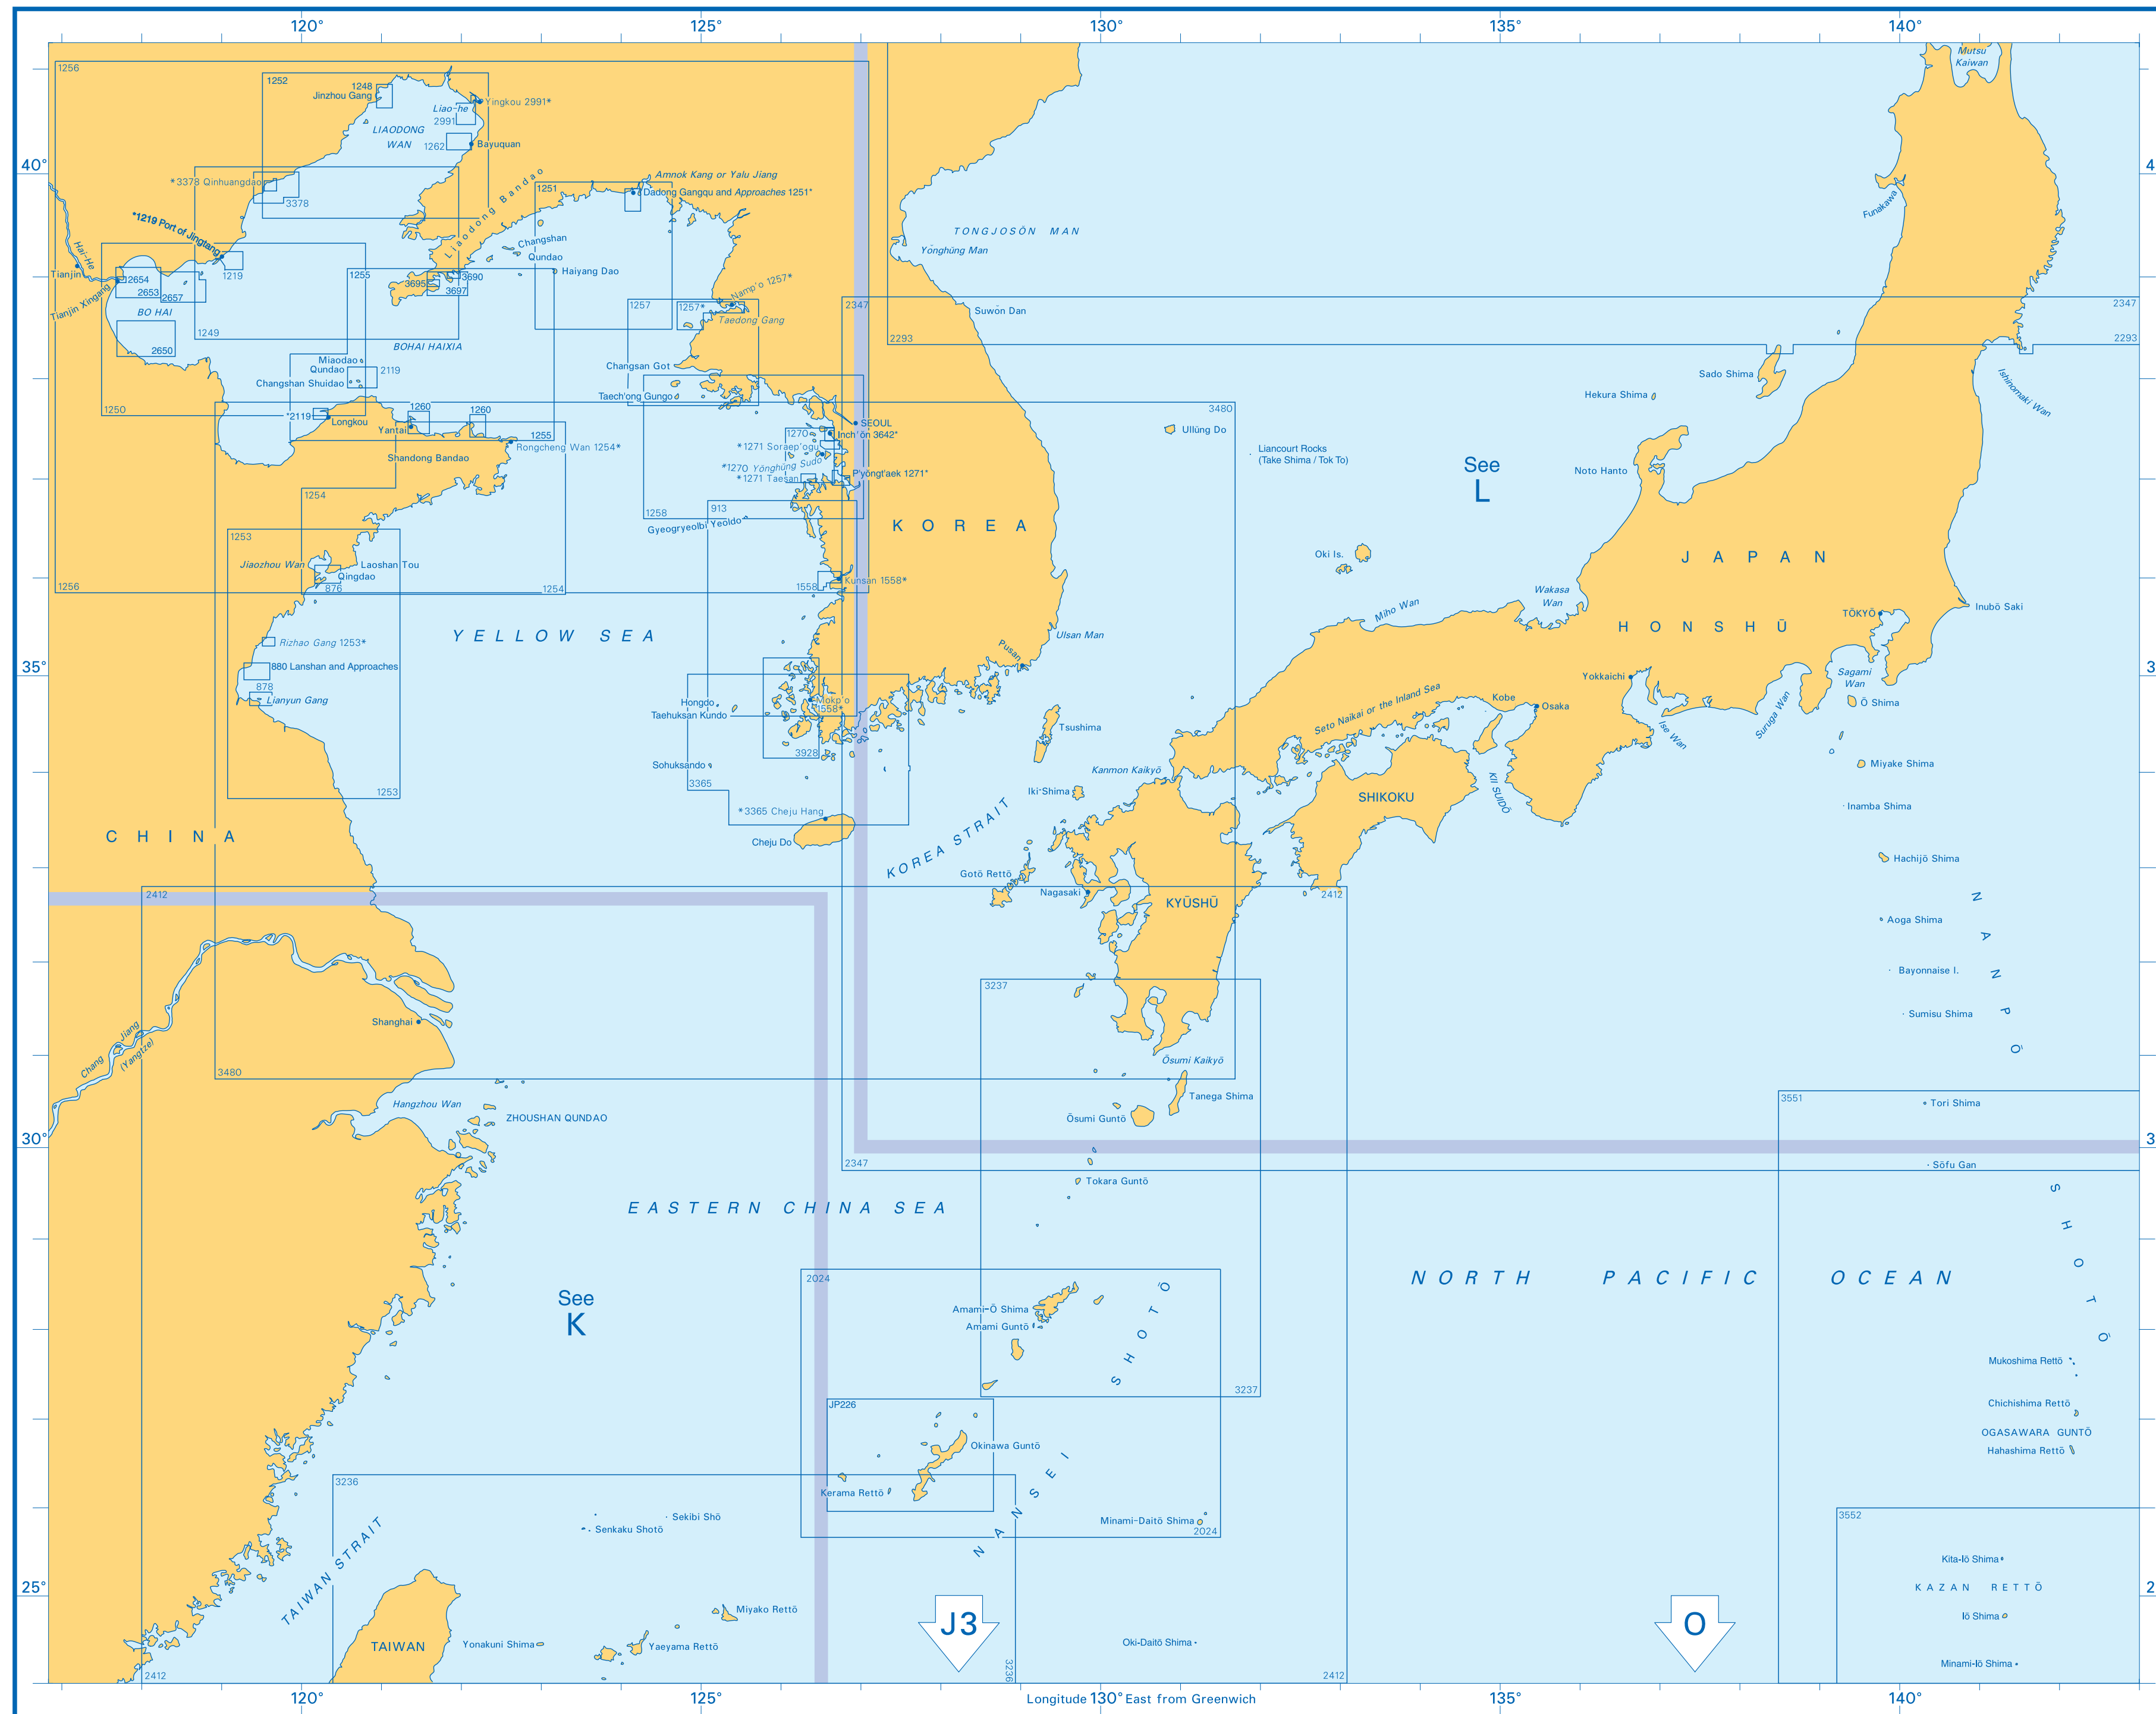 120°
125°
130°
135°
140°
1256
1252
1248
Jinzhou Gang
Liao-he
2991
Yingkou 2991*
LIAODONG
WAN
1262
Bayuquan
Mutsu
Kaiwan
40°
4
*3378 Qinhuangdao
3378
Liaodong Bandao
1251
Amnok Kang or Yalu Jiang
Dadong Gangqu and Approaches 1251*
Funakawa
*1219 Port of Jingtang
1219
Hai-He
Tianjin
Tianjin Xingang
2654
2653
2657
BO HAI
2650
1249
1250
1255
3695
3690
3697
Changshan
Qundao
Haiyang Dao
TONGJOSŎN MAN
Yŏnghŭng Man
Namp'o 1257*
1257
1257*
Taedong Gang
2347
2347
Suwŏn Dan
2293
2293
BOHAI HAIXIA
Miaodao
Qundao
2119
Changshan Shuidao
*2119
Longkou
1260
1260
Yantai
1255
Rongcheng Wan 1254*
Shandong Bandao
1254
Changsan Got
Taech'ong Gungo
SEOUL
1270
Inch'ŏn 3642*
*1271 Soraep'ogu
*1270 Yŏnghŭng Sudo
*1271 Taesan
P'yŏngt'aek 1271*
1258
913
Gyeogryeolbi Yeoldo
3480
Ullŭng Do
Liancourt Rocks
(Take Shima / Tok To)
See
L
Sado Shima
Hekura Shima
Ishinomaki Wan
Noto Hanto
KOREA
Oki Is.
JAPAN
1253
Jiaozhou Wan
Laoshan Tou
Qingdao
876
1254
1256
1558
Kunsan 1558*
Wakasa
Wan
Miho Wan
TŌKYŌ
Inubō Saki
HONSHŪ
YELLOW SEA
Rizhao Gang 1253*
880 Lanshan and Approaches
878
Lianyun Gang
Ulsan Man
Pusan
35°
3
Yokkaichi
Sagami
Wan
Ō Shima
Hongdo
Taehuksan Kundo
Mokp'o
1558*
3928
Sohuksando
3365
*3365 Cheju Hang
Cheju Do
Tsushima
Seto Naikai or the Inland Sea
Kobe
Osaka
Ise Wan
Suruga Wan
Kanmon Kaikyō
Iki-Shima
SHIKOKU
KII SUIDŌ
Miyake Shima
Inamba Shima
1253
CHINA
KOREA STRAIT
Gotō Rettō
Nagasaki
KYŪSHŪ
2412
2412
Hachijō Shima
Aoga Shima
Bayonnaise I.
Sumisu Shima
NANPŌ
Shanghai
Chang Jiang
(Yangtze)
3480
3237
Ōsumi Kaikyō
Tanega Shima
Ōsumi Guntō
Hangzhou Wan
ZHOUSHAN QUNDAO
3551
Tori Shima
30°
3
2347
Sōfu Gan
Tokara Guntō
EASTERN CHINA SEA
SHOTŌ
See
K
2024
Amami-Ō Shima
Amami Guntō
SHOTŌ
NORTH PACIFIC OCEAN
3237
Mukoshima Rettō
Chichishima Rettō
OGASAWARA GUNTŌ
Hahashima Rettō
JP226
Okinawa Guntō
Kerama Rettō
NANSEI
Minami-Daitō Shima
2024
3236
Sekibi Shō
Senkaku Shotō
TAIWAN STRAIT
3552
Kita-Iō Shima
KAZAN RETTŌ
Iō Shima
Minami-Iō Shima
25°
2
J3
O
Miyako Rettō
TAIWAN
Yonakuni Shima
Yaeyama Rettō
Oki-Daitō Shima
3236
2412
2412
120°
125°
Longitude 130° East from Greenwich
135°
140°